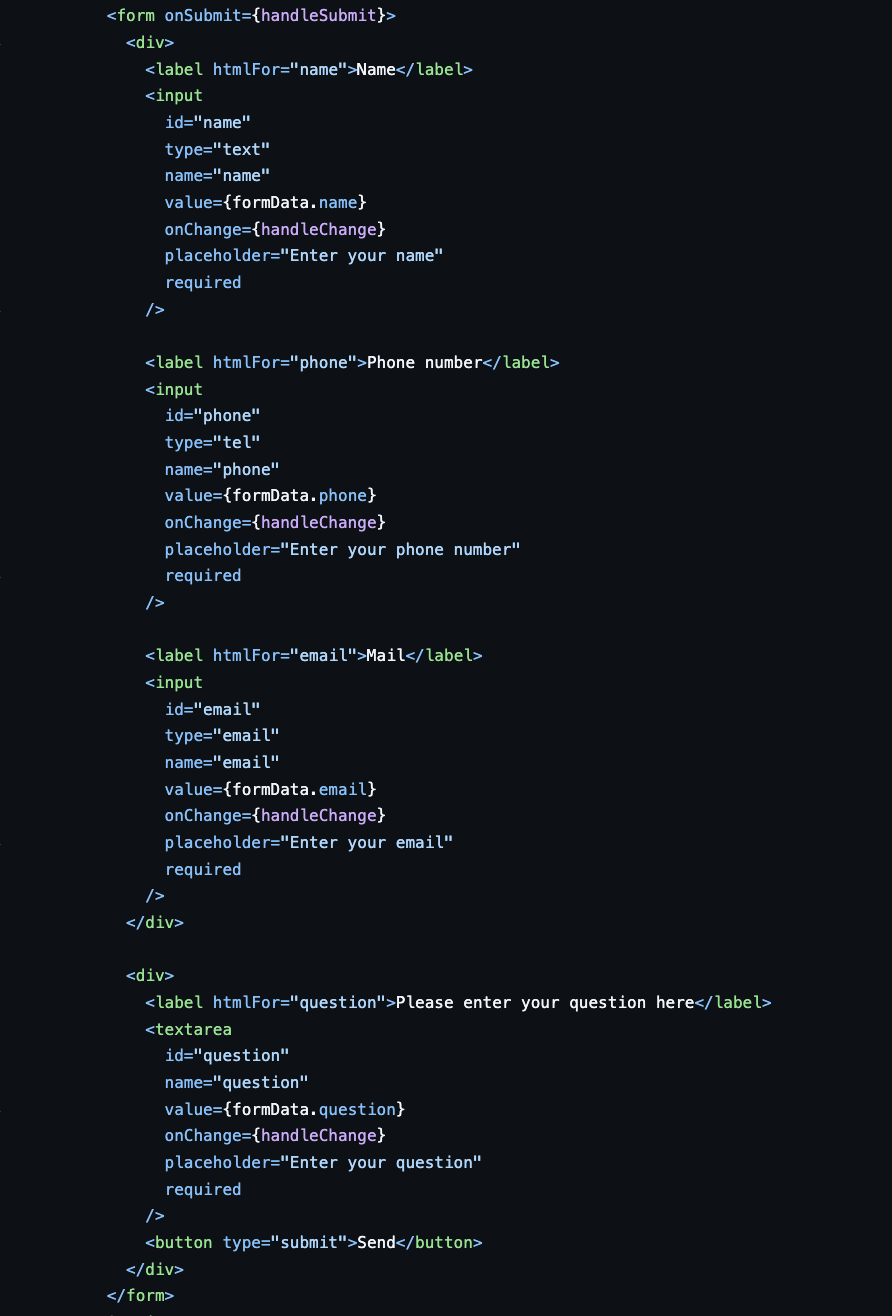 <form onSubmit={handleSubmit}>
<div>
<label htmlFor="name">Name</label>
<input
id="name"
type="text"
name="name"
value={formData.name}
onChange={handleChange}
placeholder="Enter your name"
required
/>
<label htmlFor="phone">Phone number</label>
<input
id="phone"
type="tel"
name="phone"
value={formData.phone}
onChange={handleChange}
placeholder="Enter your phone number"
required
/>
<label htmlFor="email">Mail</label>
<input
id="email"
type="email"
name="email"
value={formData.email}
onChange={handleChange}
placeholder="Enter your email"
required
/>
</div>
<div>
<label htmlFor="question">Please enter your question here</label>
<textarea
id="question"
name="question"
value={formData.question}
onChange={handleChange}
placeholder="Enter your question"
required
/>
<button type="submit">Send</button>
</div>
</form>